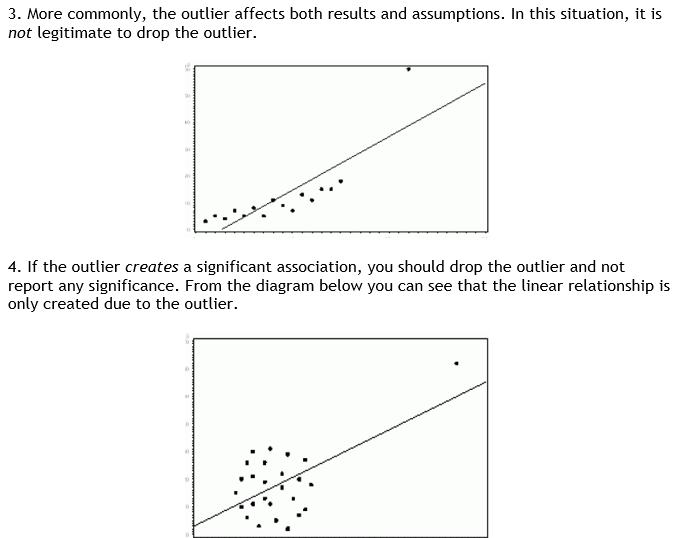 3. More commonly, the outlier affects both results and assumptions. In this situation, it is
not legitimate to drop the outlier.
4. If the outlier creates a significant association, you should drop the outlier and not
report any significance. From the diagram below you can see that the linear relationship is
only created due to the outlier.